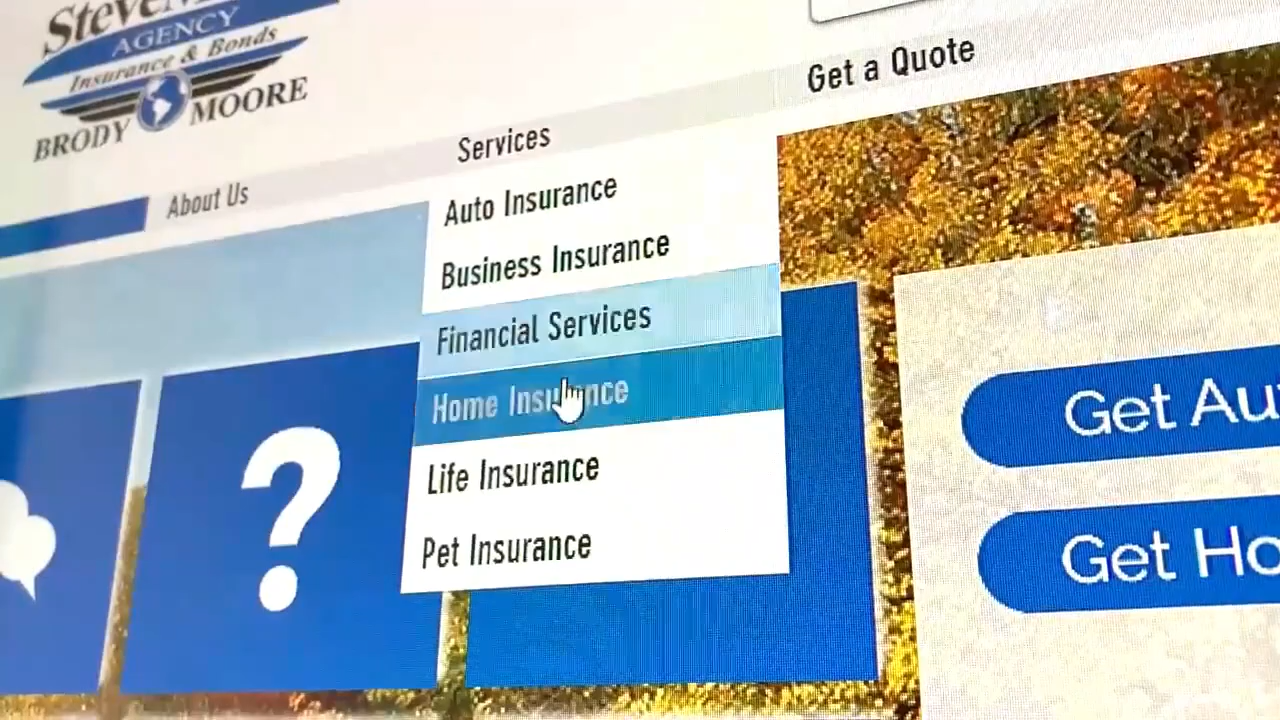 AGENCY
Insurance & Bonds
BRODY MOORE
About Us
Services
Get a Quote
Auto Insurance
Business Insurance
Financial Services
Home Insurance
Life Insurance
Pet Insurance
?
Get Au
Get Ho